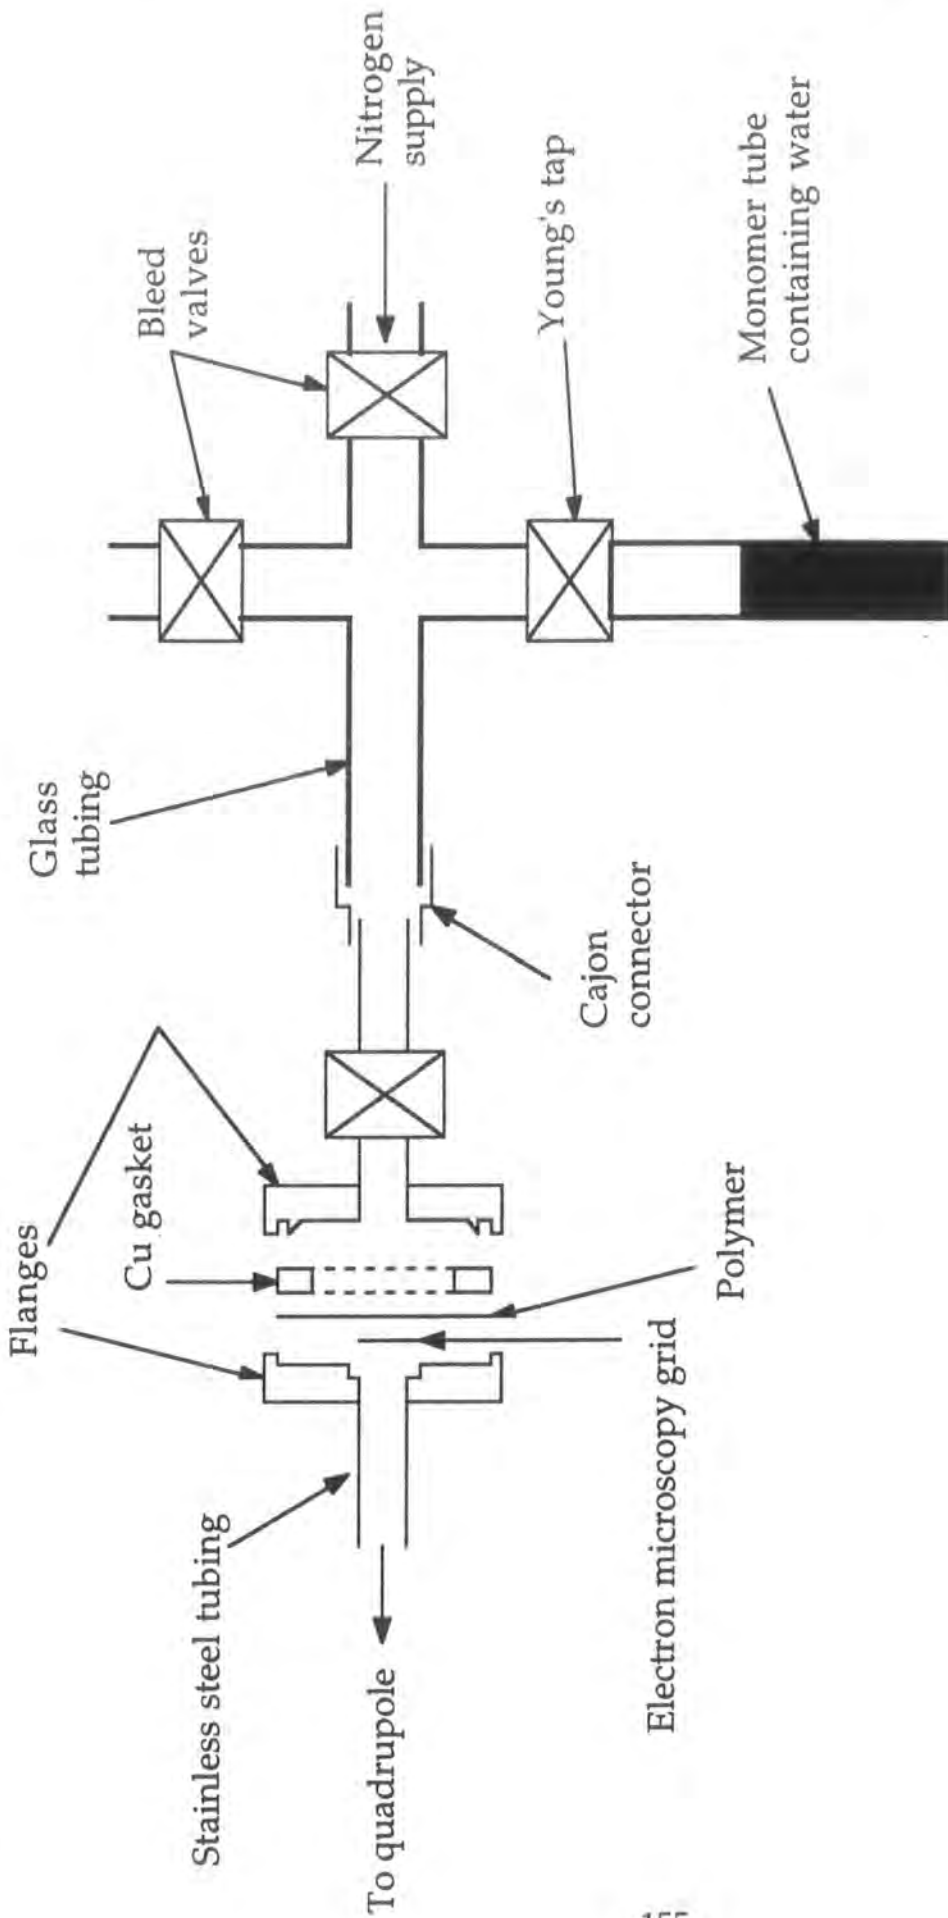 Flanges
Cu gasket
Stainless steel tubing
To quadrupole
Electron microscopy grid
Polymer
Glass
tubing
Cajon
connector
Bleed
valves
Nitrogen
supply
Young's tap
Monomer tube
containing water